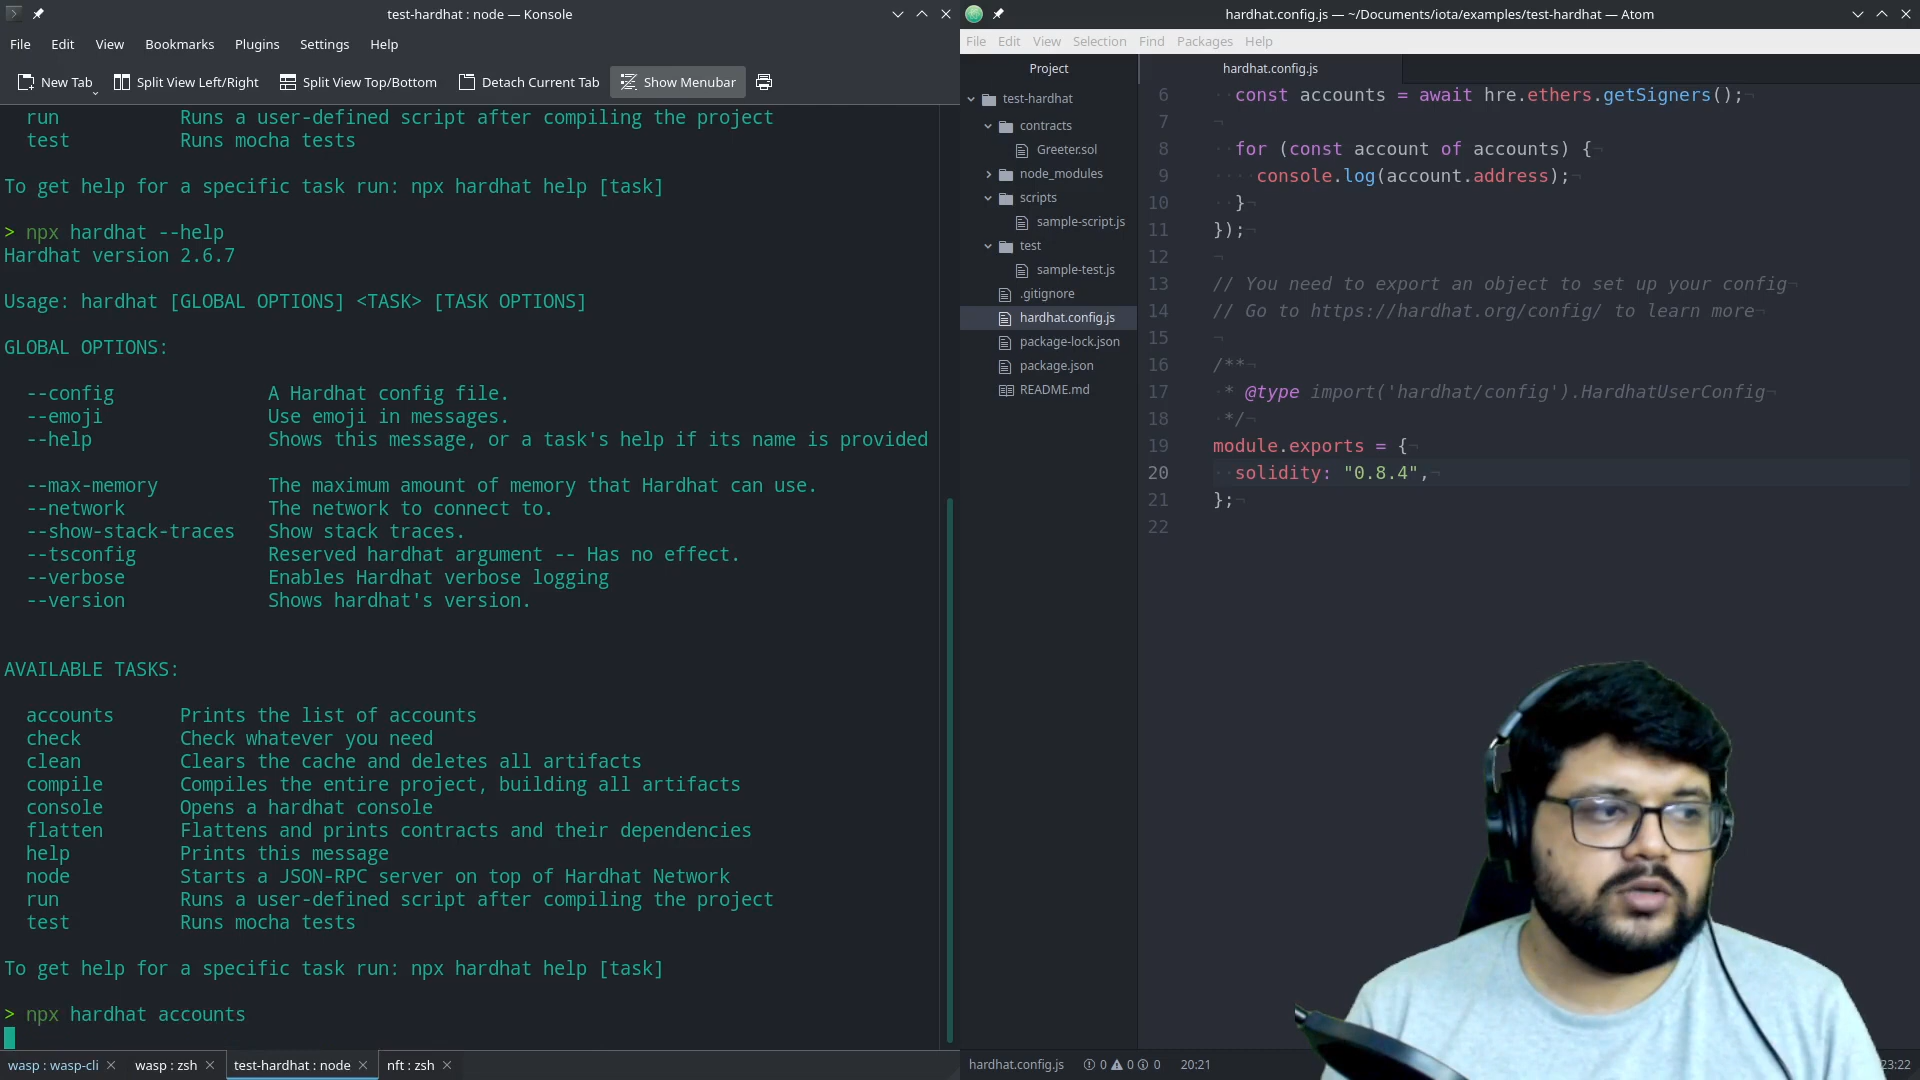 test-hardhat : node — Konsole
File Edit View Bookmarks Plugins Settings Help
New Tab Split View Left/Right Split View Top/Bottom Detach Current Tab Show Menubar
run Runs a user-defined script after compiling the project
test Runs mocha tests
To get help for a specific task run: npx hardhat help [task]
> npx hardhat --help
Hardhat version 2.6.7
Usage: hardhat [GLOBAL OPTIONS] <TASK> [TASK OPTIONS]
GLOBAL OPTIONS:
--config A Hardhat config file.
--emoji Use emoji in messages.
--help Shows this message, or a task's help if its name is provided
--max-memory The maximum amount of memory that Hardhat can use.
--network The network to connect to.
--show-stack-traces Show stack traces.
--tsconfig Reserved hardhat argument -- Has no effect.
--verbose Enables Hardhat verbose logging
--version Shows hardhat's version.
AVAILABLE TASKS:
accounts Prints the list of accounts
check Check whatever you need
clean Clears the cache and deletes all artifacts
compile Compiles the entire project, building all artifacts
console Opens a hardhat console
flatten Flattens and prints contracts and their dependencies
help Prints this message
node Starts a JSON-RPC server on top of Hardhat Network
run Runs a user-defined script after compiling the project
test Runs mocha tests
To get help for a specific task run: npx hardhat help [task]
> npx hardhat accounts
wasp : wasp-cli wasp : zsh test-hardhat : node nft : zsh
hardhat.config.js — ~/Documents/iota/examples/test-hardhat — Atom
File Edit View Selection Find Packages Help
Project
test-hardhat
contracts
Greeter.sol
node_modules
scripts
sample-script.js
test
sample-test.js
.gitignore
hardhat.config.js
package-lock.json
package.json
README.md
hardhat.config.js
6 const accounts = await hre.ethers.getSigners();
7
8 for (const account of accounts) {
9 console.log(account.address);
10 }
11 });
12
13 // You need to export an object to set up your config
14 // Go to https://hardhat.org/config/ to learn more
15
16 /**
17 * @type import('hardhat/config').HardhatUserConfig
18 */
19 module.exports = {
20 solidity: "0.8.4",
21 };
22
hardhat.config.js 0 0 0 20:21 23:22